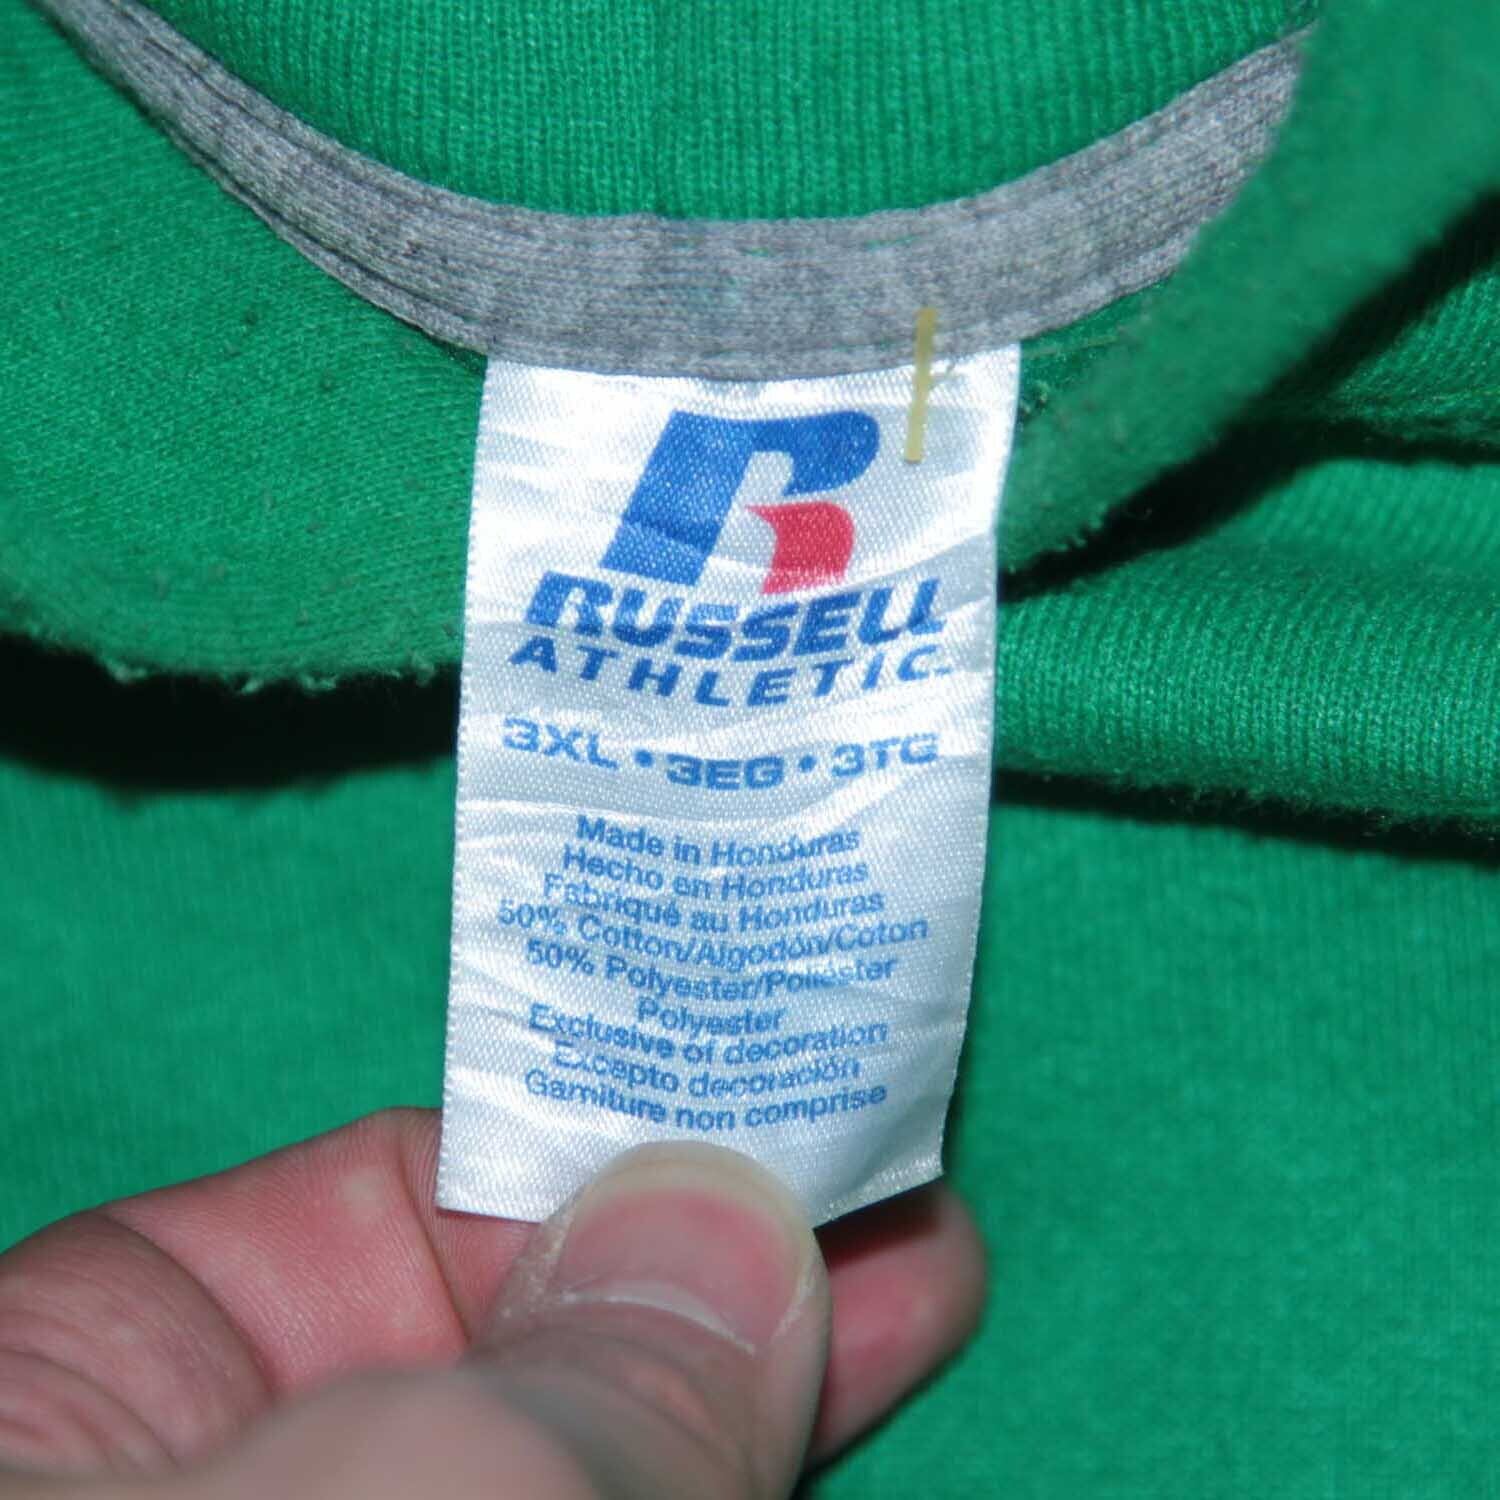 RUSSELL
ATHLETIC
3XL • 3EG • 3TG
Made in Honduras
Hecho en Honduras
Fabriqué au Honduras
50% Cotton/Algodón/Coton
50% Polyester/Poliéster
Polyester
Exclusive of decoration
Excepto decoración
Garniture non comprise